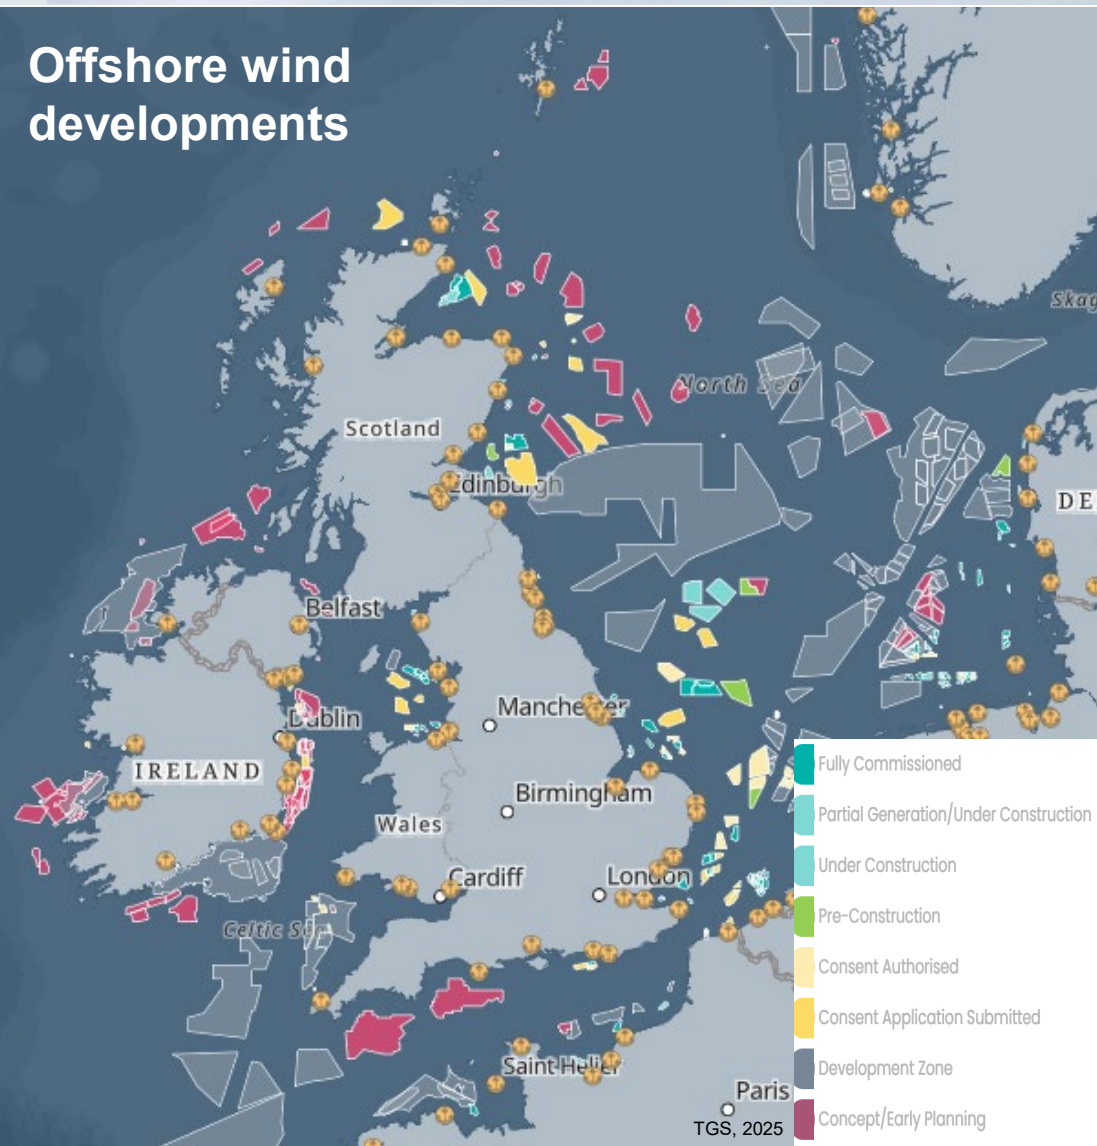 Offshore wind
developments
Skag
North Sea
Scotland
Edinburgh
DE
Belfast
Manchester
Dublin
IRELAND
Birmingham
Wales
Cardiff
London
Celtic Sea
Saint Helier
Paris
TGS, 2025
Fully Commissioned
Partial Generation/Under Construction
Under Construction
Pre-Construction
Consent Authorised
Consent Application Submitted
Development Zone
Concept/Early Planning